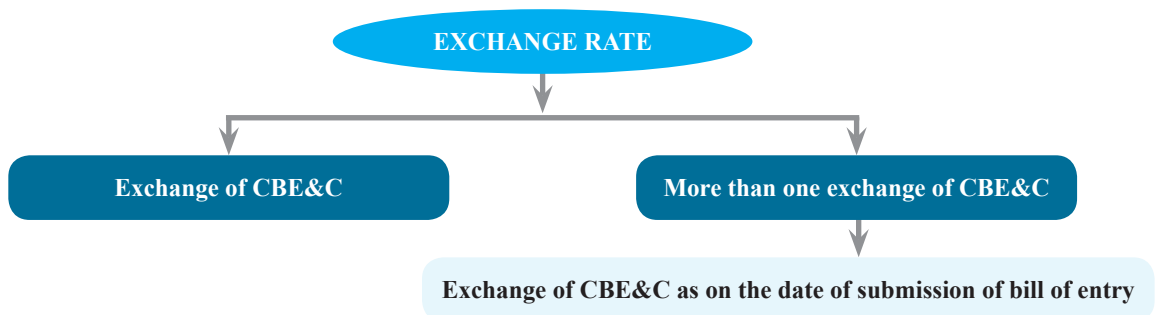 EXCHANGE RATE
Exchange of CBE&C
More than one exchange of CBE&C
Exchange of CBE&C as on the date of submission of bill of entry